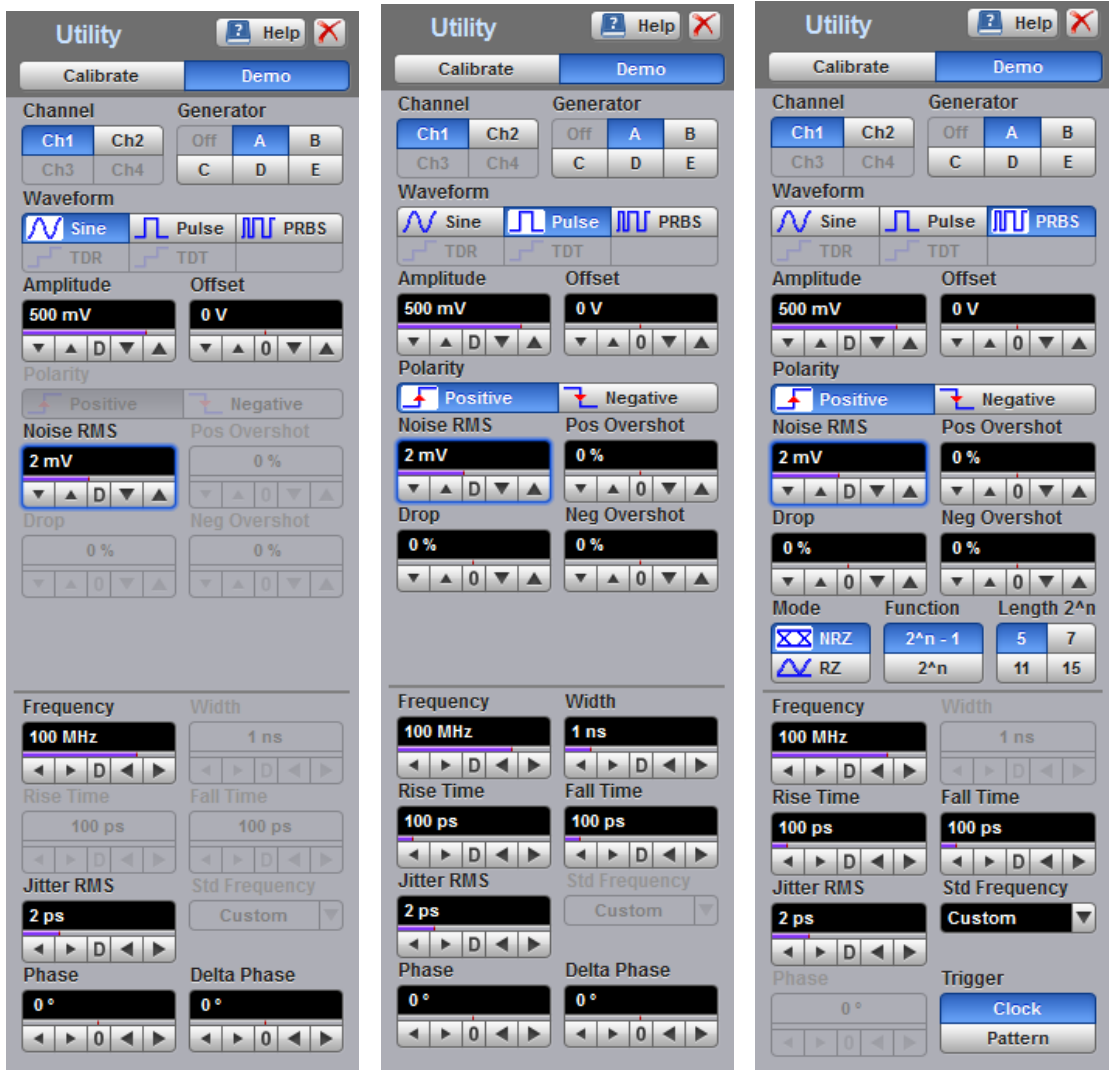 Utility Help
Calibrate Demo
Channel Generator
Ch1 Ch2 Off A B
Ch3 Ch4 C D E
Waveform
Sine Pulse PRBS
TDR TDT
Amplitude Offset
500 mV 0 V
D 0
Polarity
Positive Negative
Noise RMS Pos Overshot
2 mV 0 %
D 0
Drop Neg Overshot
0 % 0 %
0 0
Frequency Width
100 MHz 1 ns
D D
Rise Time Fall Time
100 ps 100 ps
D D
Jitter RMS Std Frequency
2 ps Custom
D
Phase Delta Phase
0 ° 0 °
0 0
Utility Help
Calibrate Demo
Channel Generator
Ch1 Ch2 Off A B
Ch3 Ch4 C D E
Waveform
Sine Pulse PRBS
TDR TDT
Amplitude Offset
500 mV 0 V
D 0
Polarity
Positive Negative
Noise RMS Pos Overshot
2 mV 0 %
D 0
Drop Neg Overshot
0 % 0 %
0 0
Frequency Width
100 MHz 1 ns
D D
Rise Time Fall Time
100 ps 100 ps
D D
Jitter RMS Std Frequency
2 ps Custom
D
Phase Delta Phase
0 ° 0 °
0 0
Utility Help
Calibrate Demo
Channel Generator
Ch1 Ch2 Off A B
Ch3 Ch4 C D E
Waveform
Sine Pulse PRBS
TDR TDT
Amplitude Offset
500 mV 0 V
D 0
Polarity
Positive Negative
Noise RMS Pos Overshot
2 mV 0 %
D 0
Drop Neg Overshot
0 % 0 %
0 0
Mode Function Length 2^n
NRZ 2^n - 1 5 7
RZ 2^n 11 15
Frequency Width
100 MHz 1 ns
D D
Rise Time Fall Time
100 ps 100 ps
D D
Jitter RMS Std Frequency
2 ps Custom
D
Phase Trigger
0 ° Clock
0 Pattern